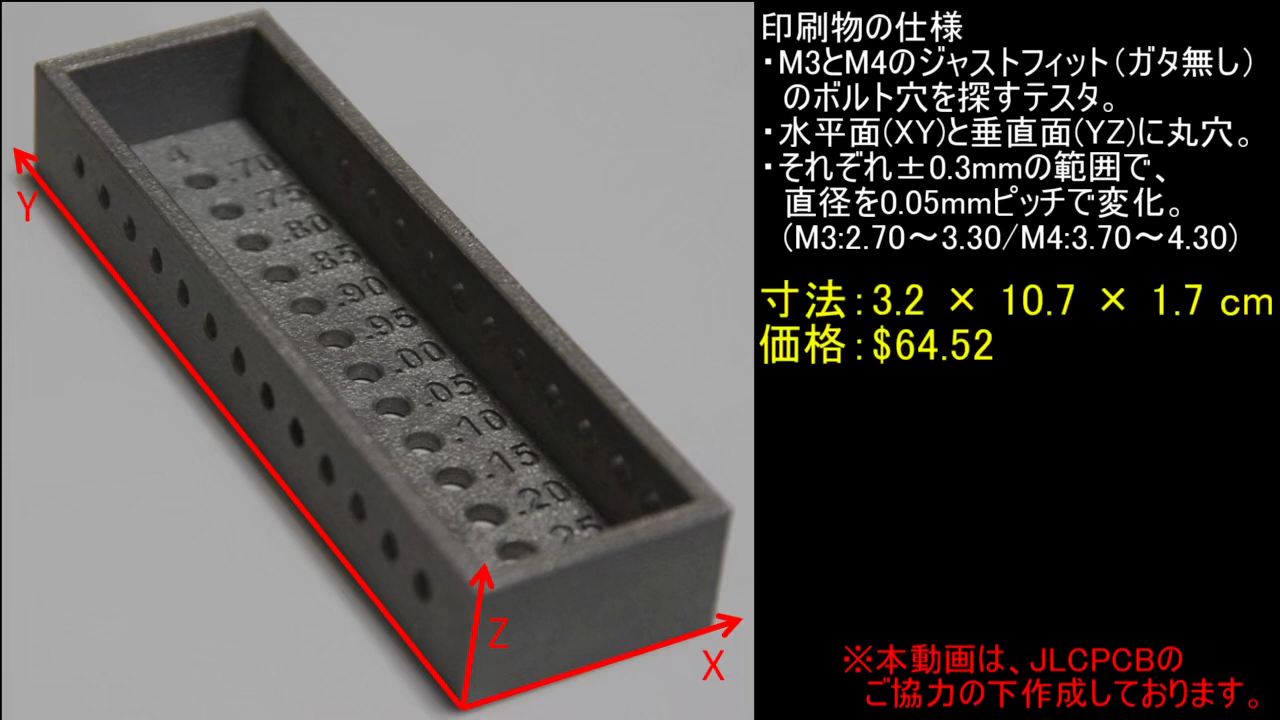 印刷物の仕様
・M3とM4のジャストフィット（ガタ無し）
のボルト穴を探すテスタ。
・水平面(XY)と垂直面(YZ)に丸穴。
・それぞれ±0.3mmの範囲で、
直径を0.05mmピッチで変化。
（M3:2.70～3.30/M4:3.70～4.30）
寸法：3.2 × 10.7 × 1.7 cm
価格：$64.52
4
.70
.75
.80
.85
.90
.95
.00
.05
.10
.15
.20
.25
Y
Z
X
※本動画は、JLCPCBの
ご協力の下作成しております。